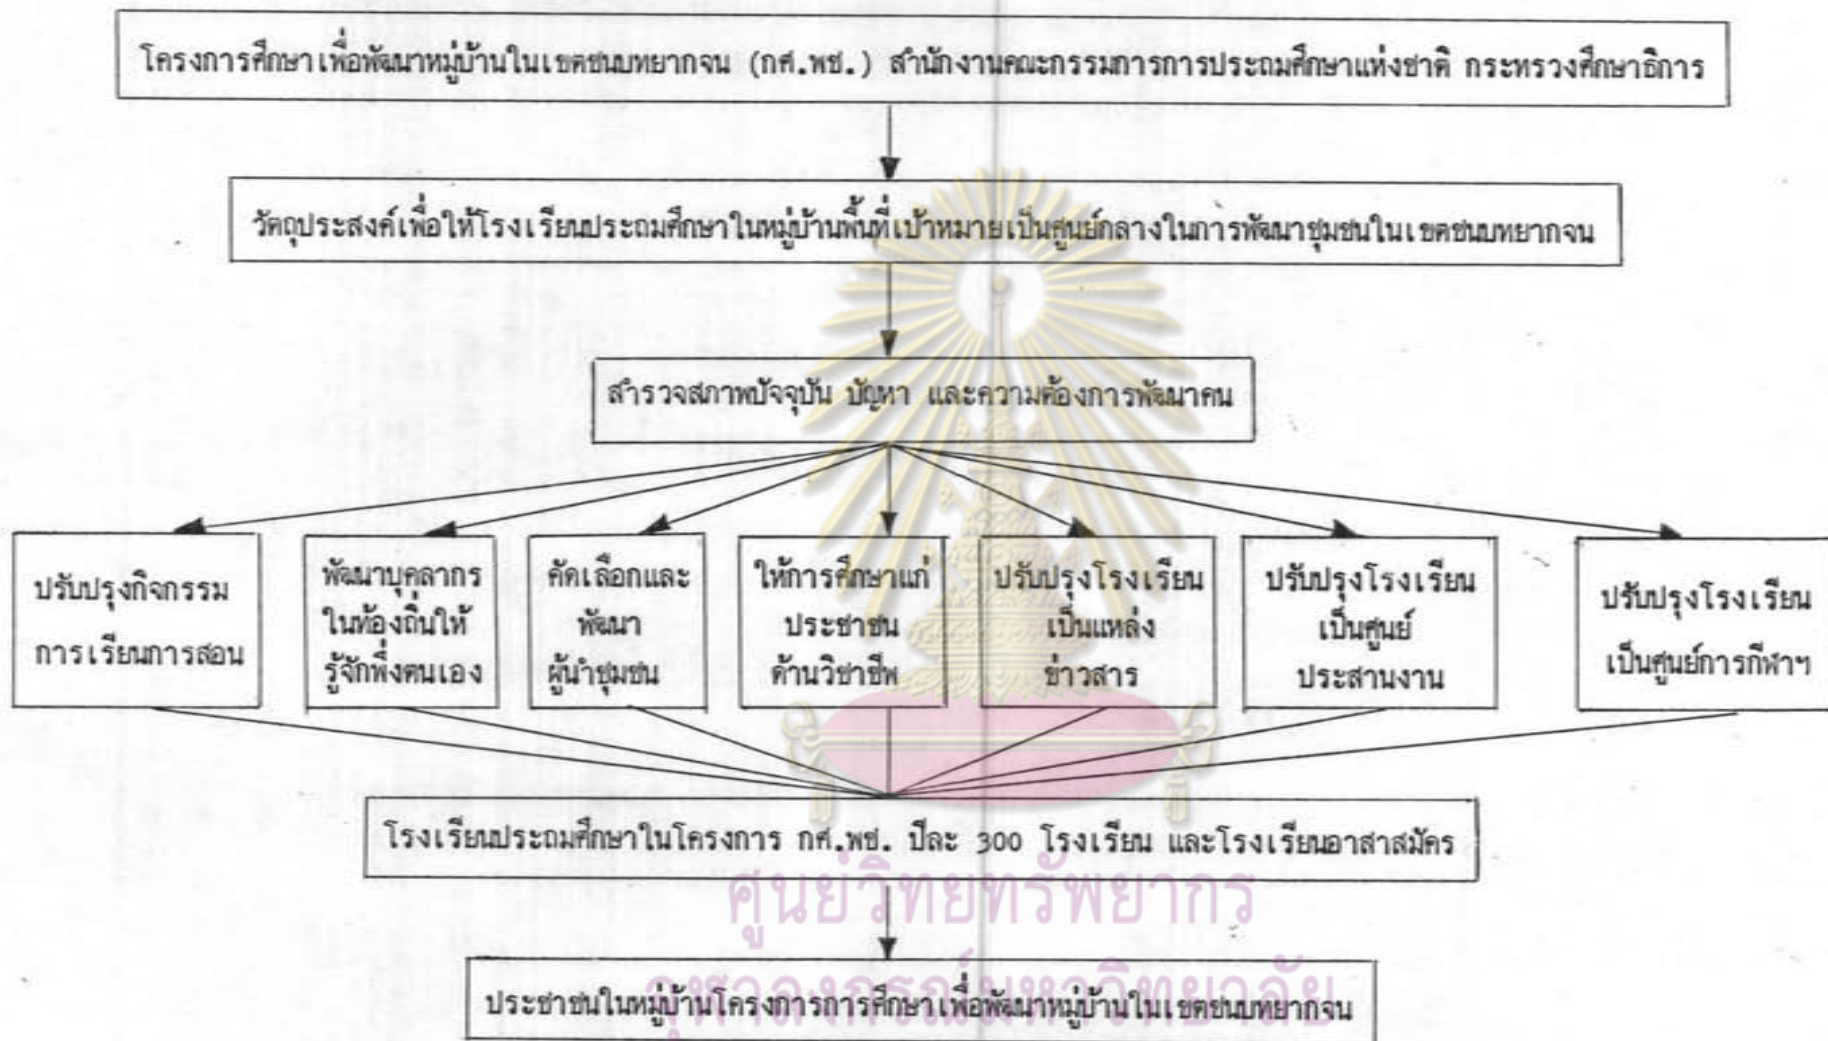 โครงการศึกษาเพื่อพัฒนาหมู่บ้านในเขตชนบทยากจน (กศ.พช.) สำนักงานคณะกรรมการการประถมศึกษาแห่งชาติ กระทรวงศึกษาธิการ
วัตถุประสงค์เพื่อให้โรงเรียนประถมศึกษาในหมู่บ้านพื้นที่เป้าหมายเป็นศูนย์กลางในการพัฒนาชุมชนในเขตชนบทยากจน
สำรวจสภาพปัจจุบัน ปัญหา และความต้องการพัฒนาคน
ปรับปรุงกิจกรรม
การเรียนการสอน
พัฒนาบุคลากร
ในท้องถิ่นให้
รู้จักพึ่งตนเอง
คัดเลือกและ
พัฒนา
ผู้นำชุมชน
ให้การศึกษาแก่
ประชาชน
ด้านวิชาชีพ
ปรับปรุงโรงเรียน
เป็นแหล่ง
ข่าวสาร
ปรับปรุงโรงเรียน
เป็นศูนย์
ประสานงาน
ปรับปรุงโรงเรียน
เป็นศูนย์การกีฬาฯ
โรงเรียนประถมศึกษาในโครงการ กศ.พช. ปีละ 300 โรงเรียน และโรงเรียนอาสาสมัคร
ศูนย์วิทยทรัพยากร
ประชาชนในหมู่บ้านโครงการการศึกษาเพื่อพัฒนาหมู่บ้านในเขตชนบทยากจน
จุฬาลงกรณ์มหาวิทยาลัย